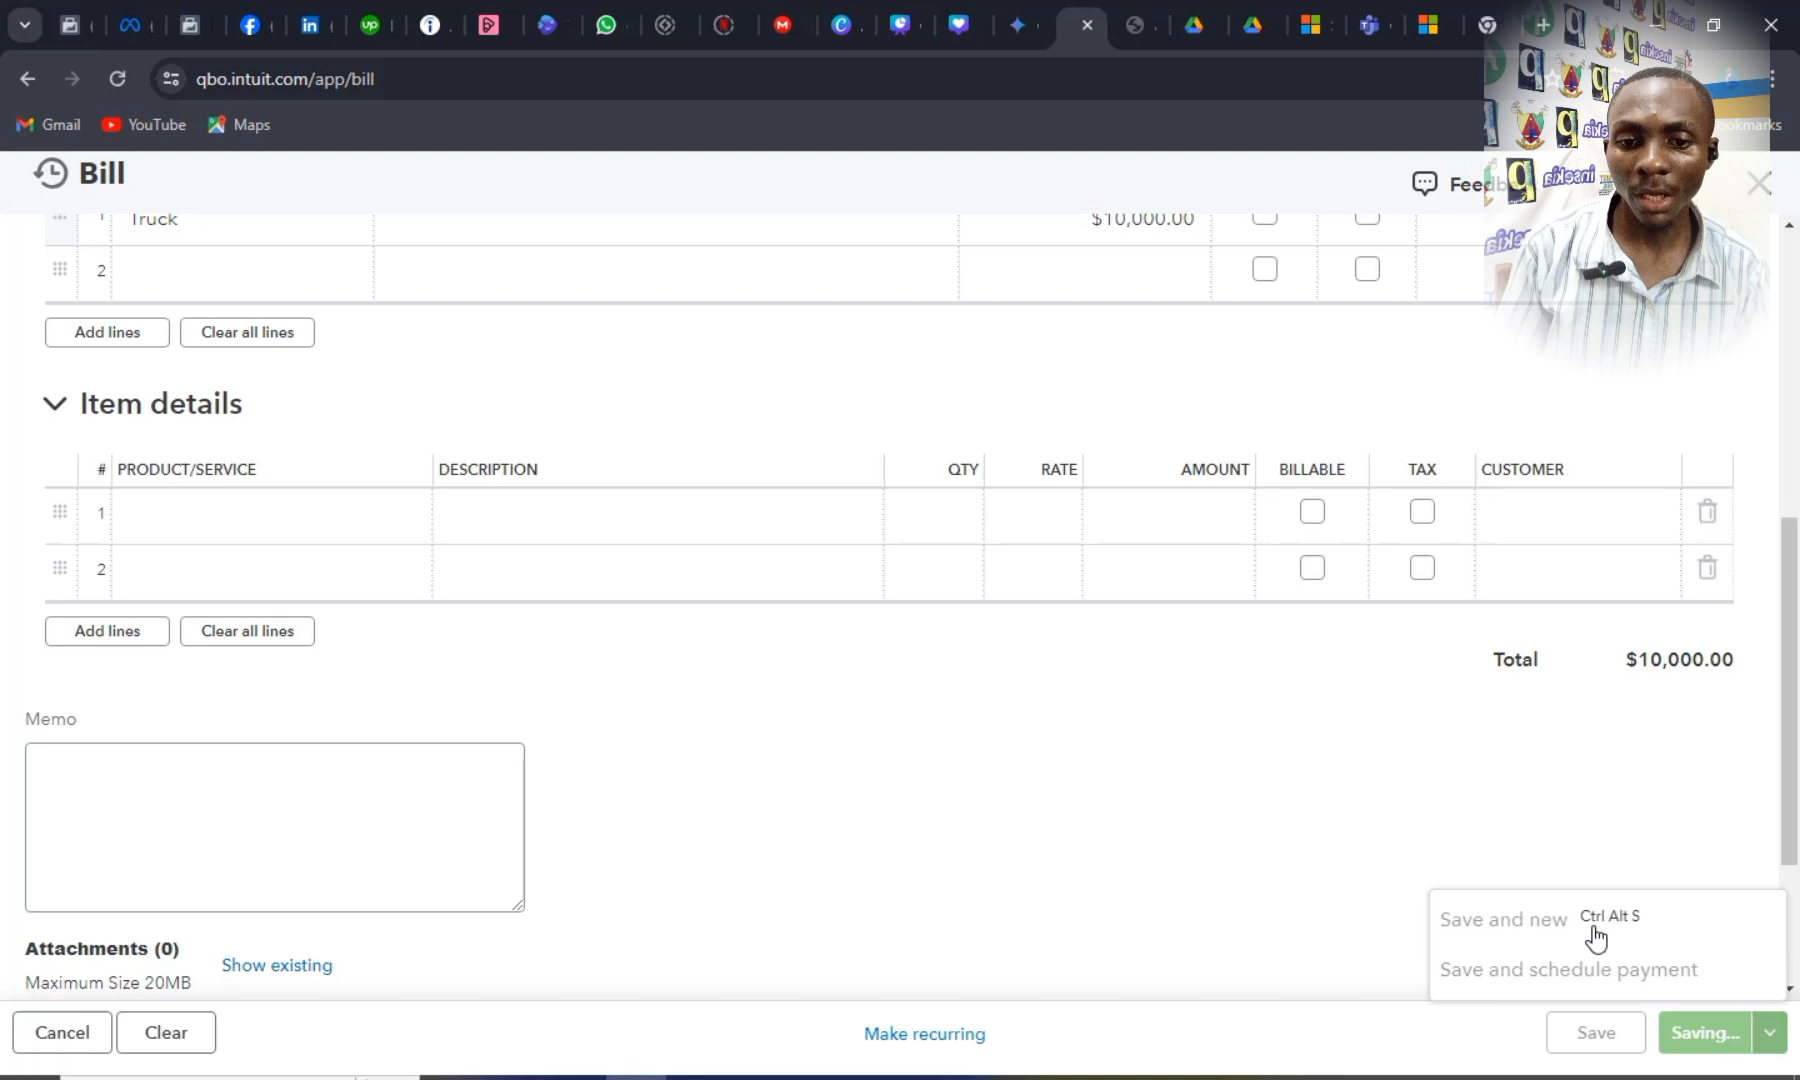 qbo.intuit.com/app/bill
Gmail
YouTube
Maps
Bill
1 Truck $10,000.00
2
Add lines
Clear all lines
Item details
# PRODUCT/SERVICE DESCRIPTION QTY RATE AMOUNT BILLABLE TAX CUSTOMER
1
2
Add lines
Clear all lines
Total $10,000.00
Memo
Attachments (0)
Show existing
Maximum Size 20MB
Save and new Ctrl Alt S
Save and schedule payment
Cancel
Clear
Make recurring
Save
Saving...